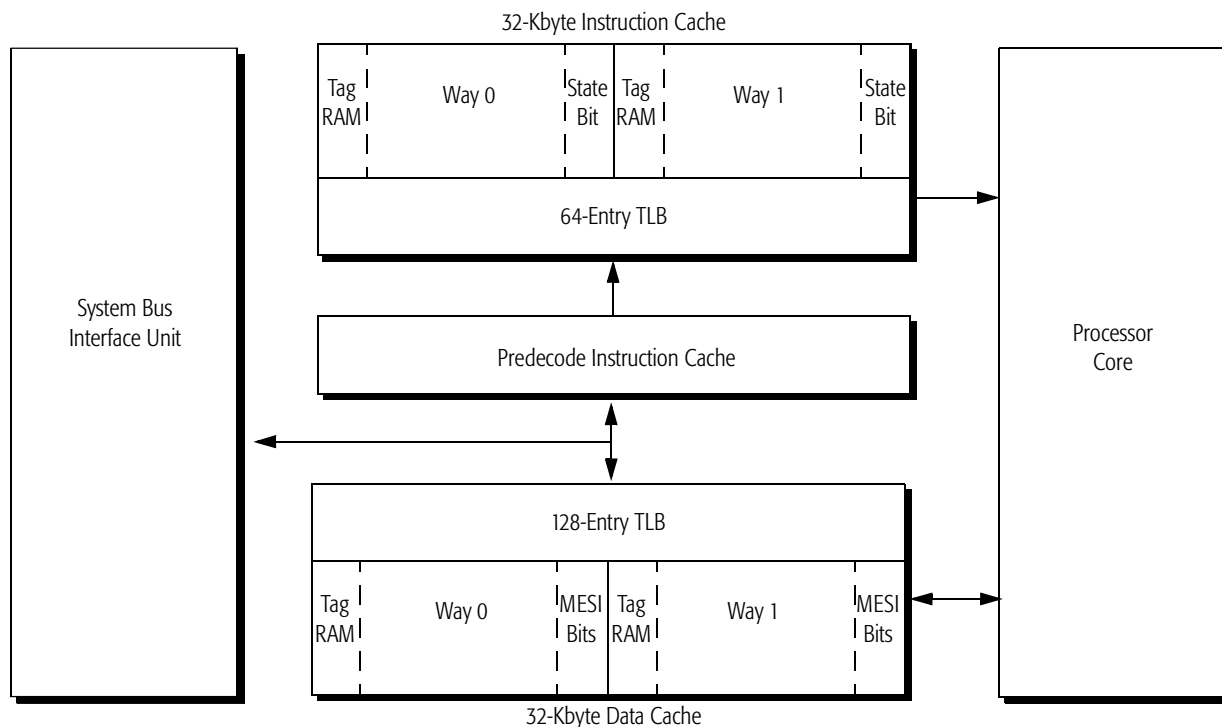 32-Kbyte Instruction Cache
Tag
RAM
Way 0
State
Bit
Tag
RAM
Way 1
State
Bit
64-Entry TLB
System Bus
Interface Unit
Predecode Instruction Cache
Processor
Core
128-Entry TLB
Tag
RAM
Way 0
MESI
Bits
Tag
RAM
Way 1
MESI
Bits
32-Kbyte Data Cache